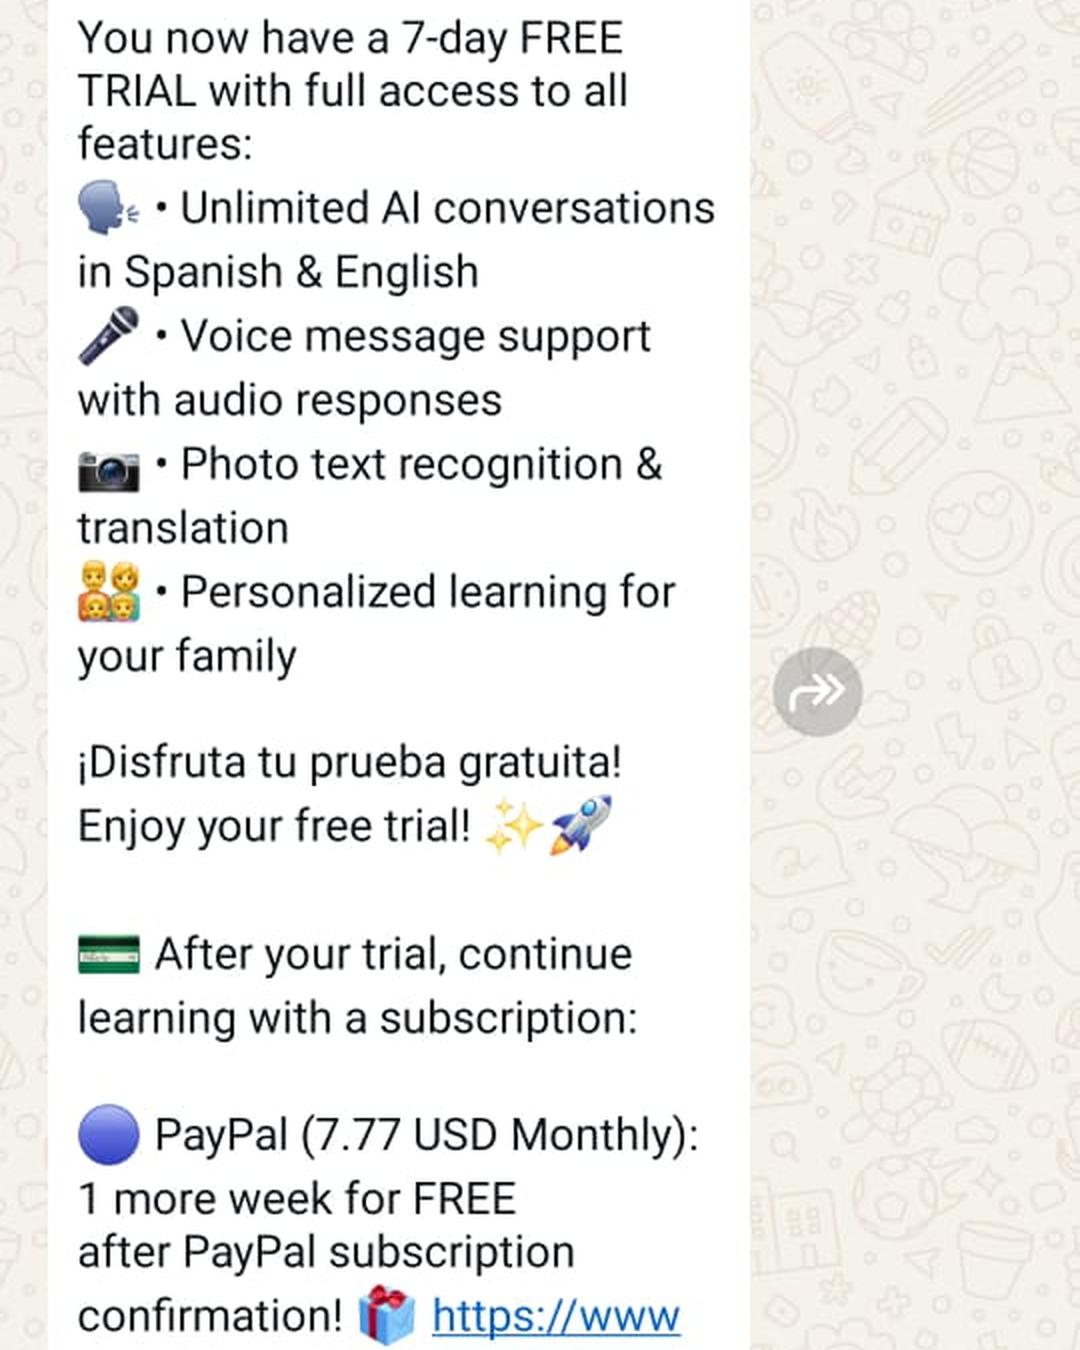 You now have a 7-day FREE
TRIAL with full access to all
features:
🗣️ • Unlimited AI conversations
in Spanish & English
🎤 • Voice message support
with audio responses
📷 • Photo text recognition &
translation
👨‍👩‍👧‍👦 • Personalized learning for
your family
¡Disfruta tu prueba gratuita!
Enjoy your free trial! ✨🚀
💳 After your trial, continue
learning with a subscription:
🔵 PayPal (7.77 USD Monthly):
1 more week for FREE
after PayPal subscription
confirmation! 🎁 https://www